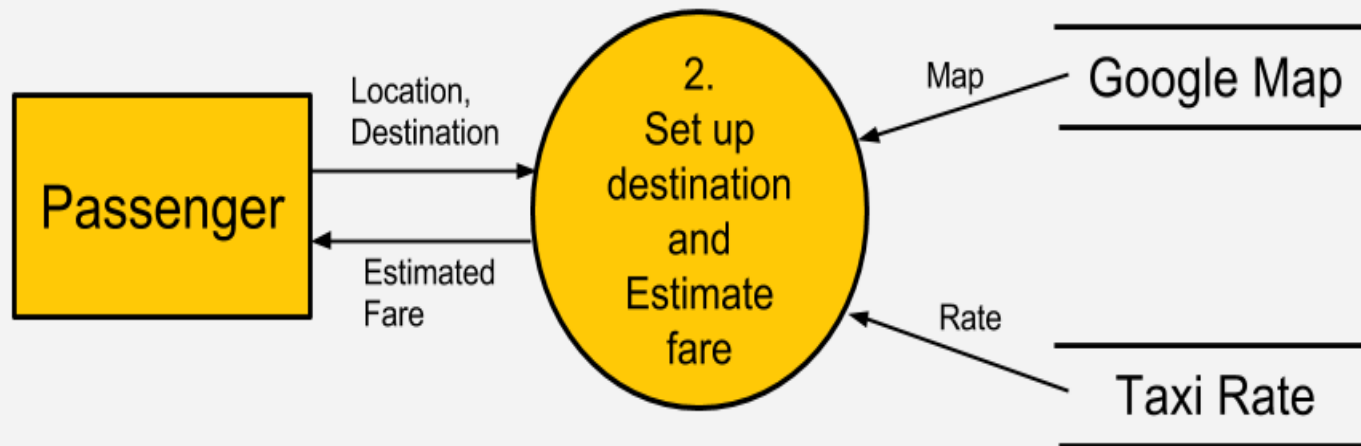 Passenger
Location,
Destination
Estimated
Fare
2.
Set up
destination
and
Estimate
fare
Map
Google Map
Rate
Taxi Rate